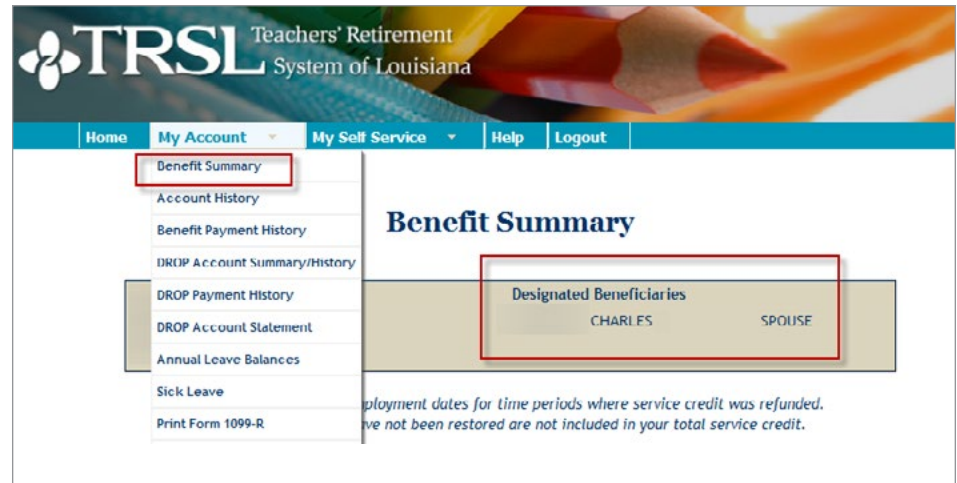 TRSL Teachers' Retirement
System of Louisiana
Home My Account My Self Service Help Logout
Benefit Summary
Account History
Benefit Payment History
DROP Account Summary/History
DROP Payment History
DROP Account Statement
Annual Leave Balances
Sick Leave
Print Form 1099-R
Benefit Summary
Designated Beneficiaries
CHARLES SPOUSE
dates for time periods where service credit was refunded.
not been restored are not included in your total service credit.